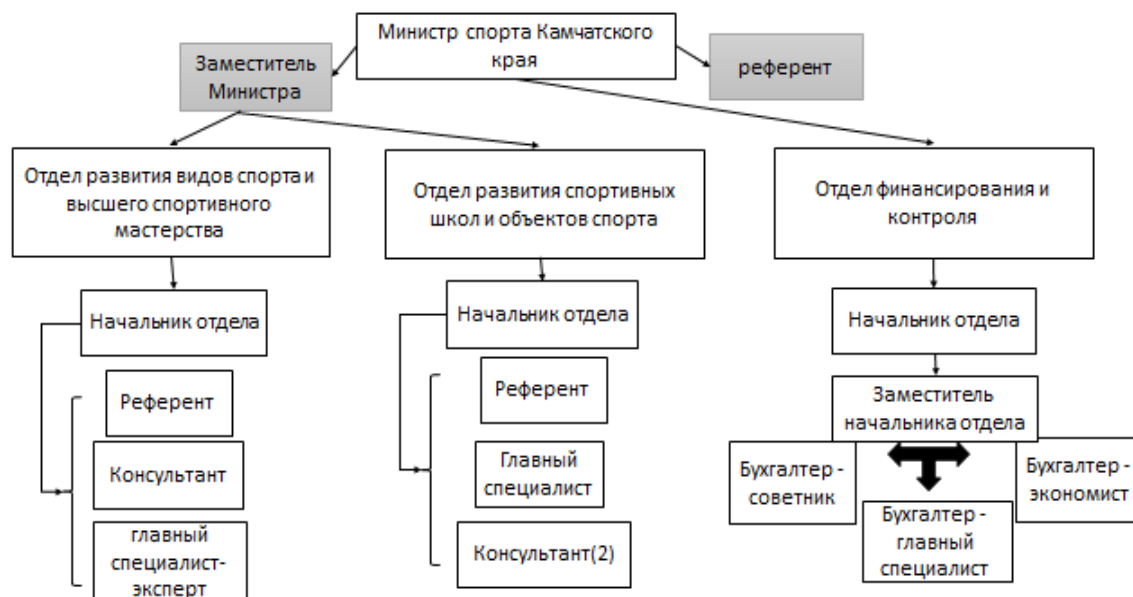 Министр спорта Камчатского
края
Заместитель
Министра
референт
Отдел развития видов спорта и
высшего спортивного
мастерства
Отдел развития спортивных
школ и объектов спорта
Отдел финансирования и
контроля
Начальник отдела
Начальник отдела
Начальник отдела
Референт
Консультант
главный
специалист-
эксперт
Референт
Главный
специалист
Консультант(2)
Заместитель
начальника отдела
Бухгалтер -
советник
Бухгалтер -
главный
специалист
Бухгалтер -
экономист